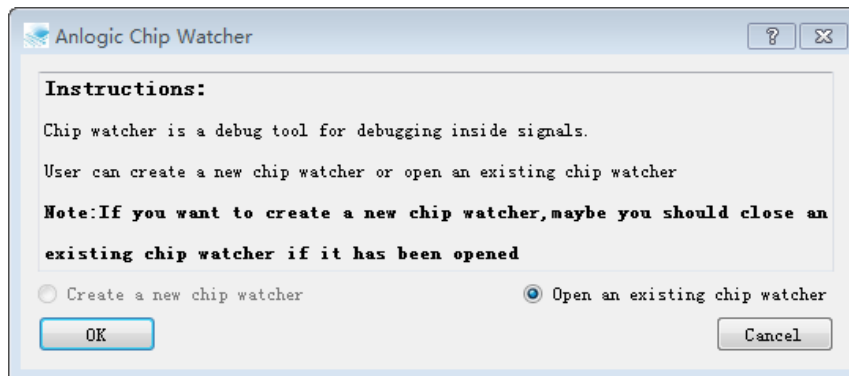 Anlogic Chip Watcher
Instructions:
Chip watcher is a debug tool for debugging inside signals.
User can create a new chip watcher or open an existing chip watcher
Note:If you want to create a new chip watcher,maybe you should close an
existing chip watcher if it has been opened
Create a new chip watcher
Open an existing chip watcher
OK
Cancel